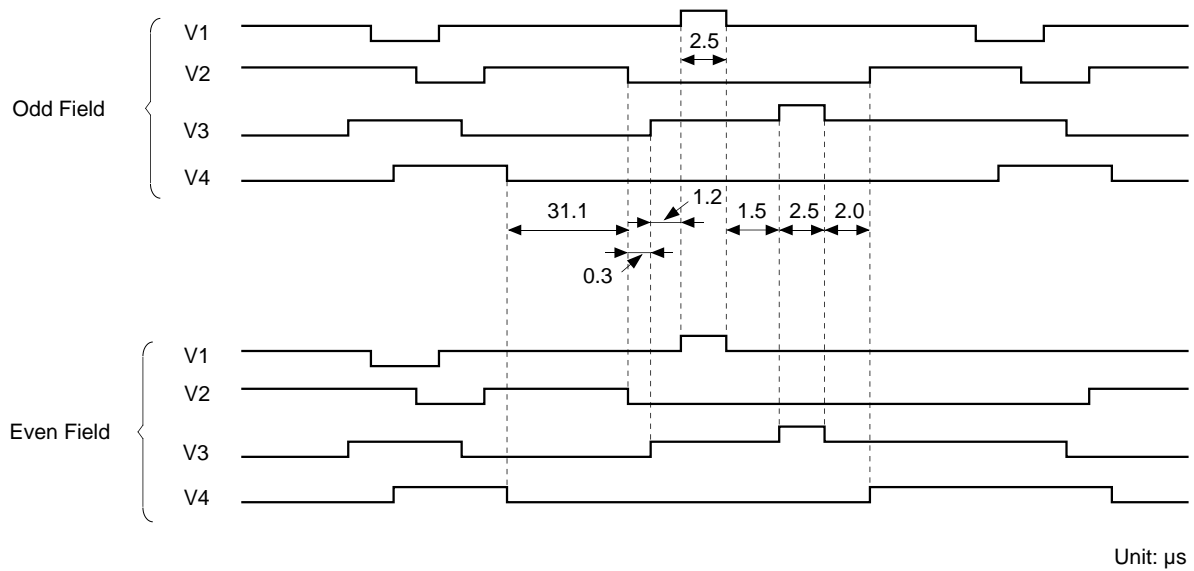 V1
2.5
V2
Odd Field
V3
V4
1.2
31.1
1.5
2.5
2.0
0.3
V1
V2
Even Field
V3
V4
Unit: μs